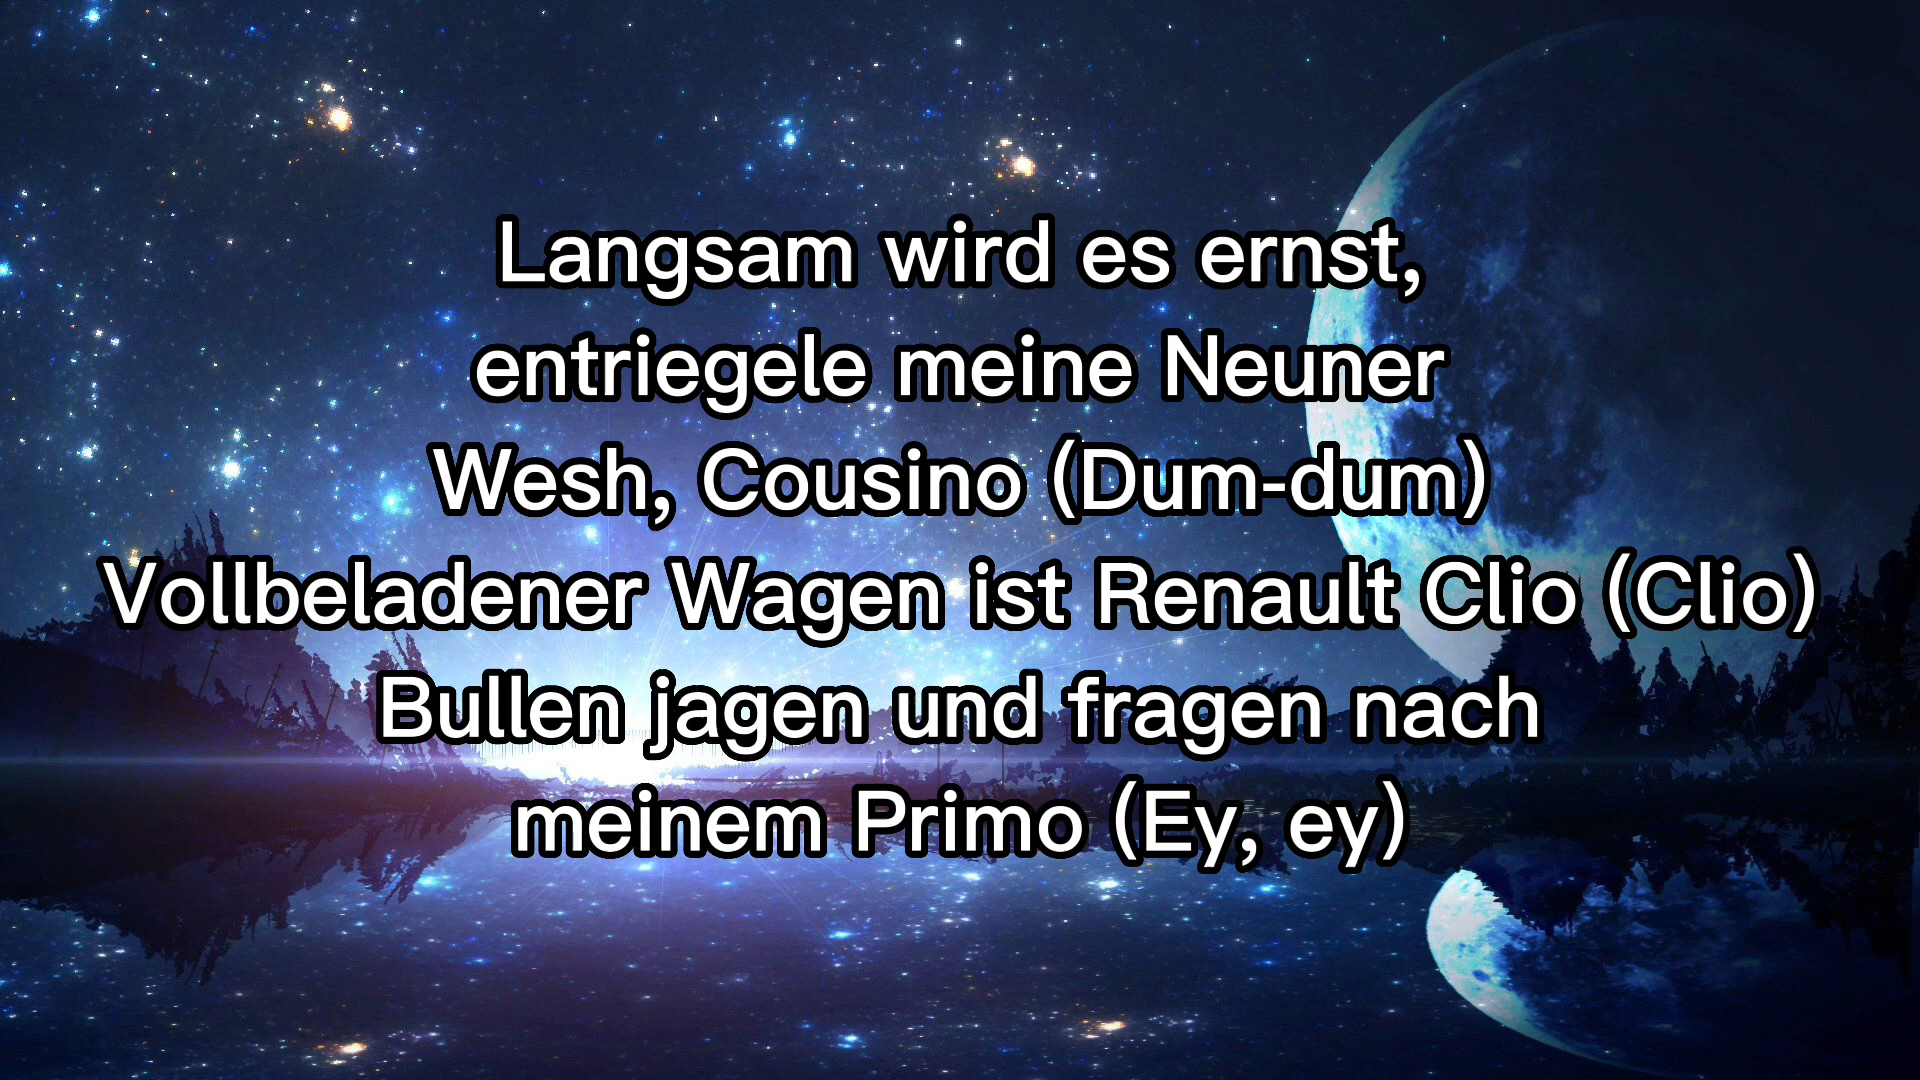 Langsam wird es ernst,
entriegele meine Neuner
Wesh, Cousino (Dum-dum)
Vollbeladener Wagen ist Renault Clio (Clio)
Bullen jagen und fragen nach
meinem Primo (Ey, ey)